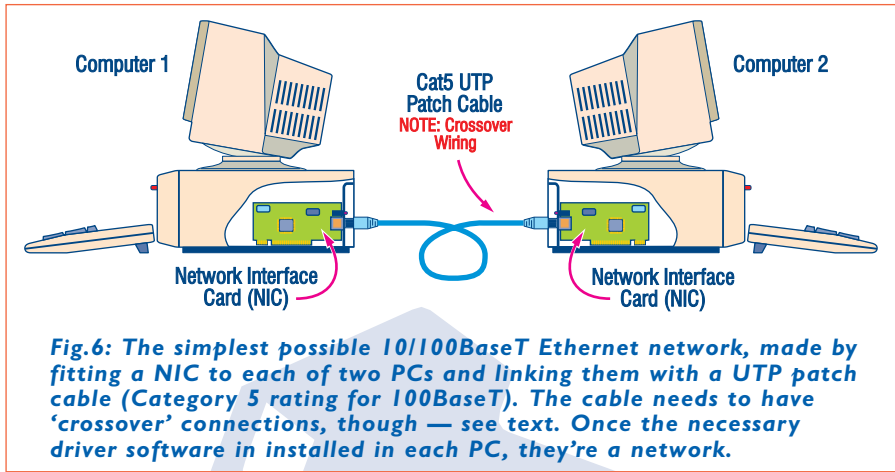 Computer 1
Cat5 UTP
Patch Cable
NOTE: Crossover
Wiring
Computer 2
Network Interface
Card (NIC)
Network Interface
Card (NIC)
Fig.6: The simplest possible 10/100BaseT Ethernet network, made by
fitting a NIC to each of two PCs and linking them with a UTP patch
cable (Category 5 rating for 100BaseT). The cable needs to have
‘crossover’ connections, though — see text. Once the necessary
driver software in installed in each PC, they’re a network.